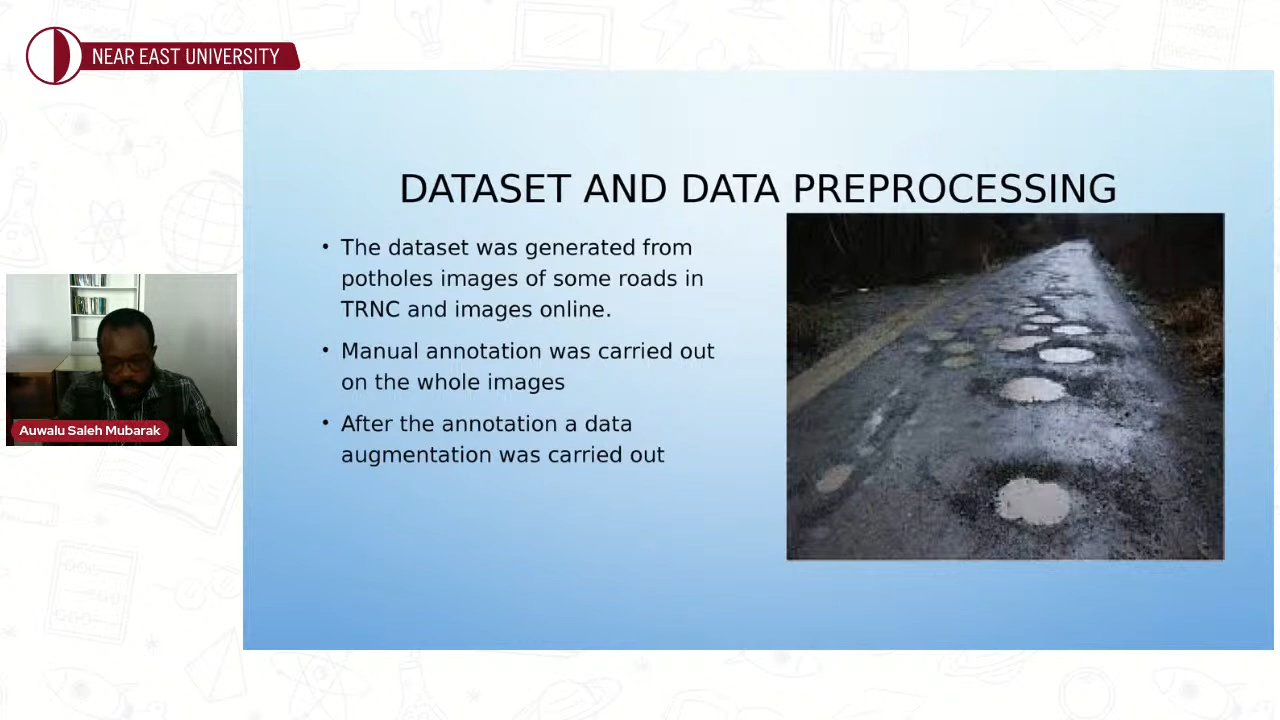 NEAR EAST UNIVERSITY
DATASET AND DATA PREPROCESSING
• The dataset was generated from
potholes images of some roads in
TRNC and images online.
• Manual annotation was carried out
on the whole images
• After the annotation a data
augmentation was carried out
Auwalu Saleh Mubarak